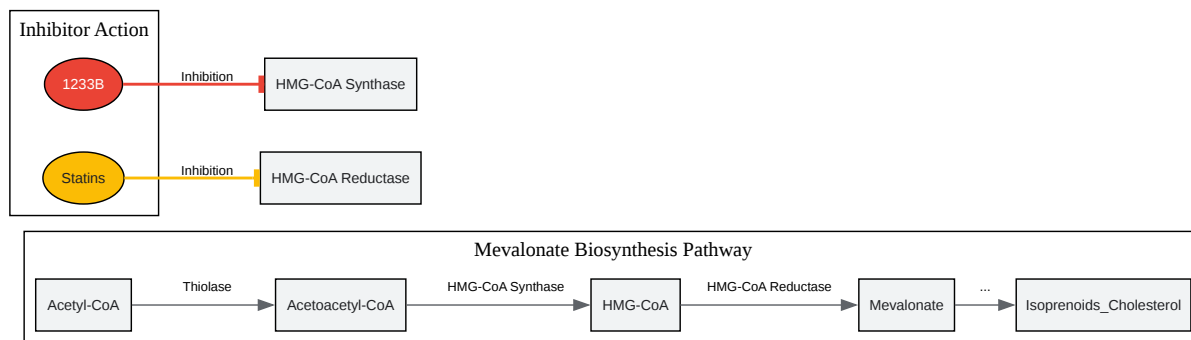 Inhibitor Action
1233B
Inhibition
HMG-CoA Synthase
Statins
Inhibition
HMG-CoA Reductase
Mevalonate Biosynthesis Pathway
Acetyl-CoA
Thiolase
Acetoacetyl-CoA
HMG-CoA Synthase
HMG-CoA
HMG-CoA Reductase
Mevalonate
...
Isoprenoids_Cholesterol